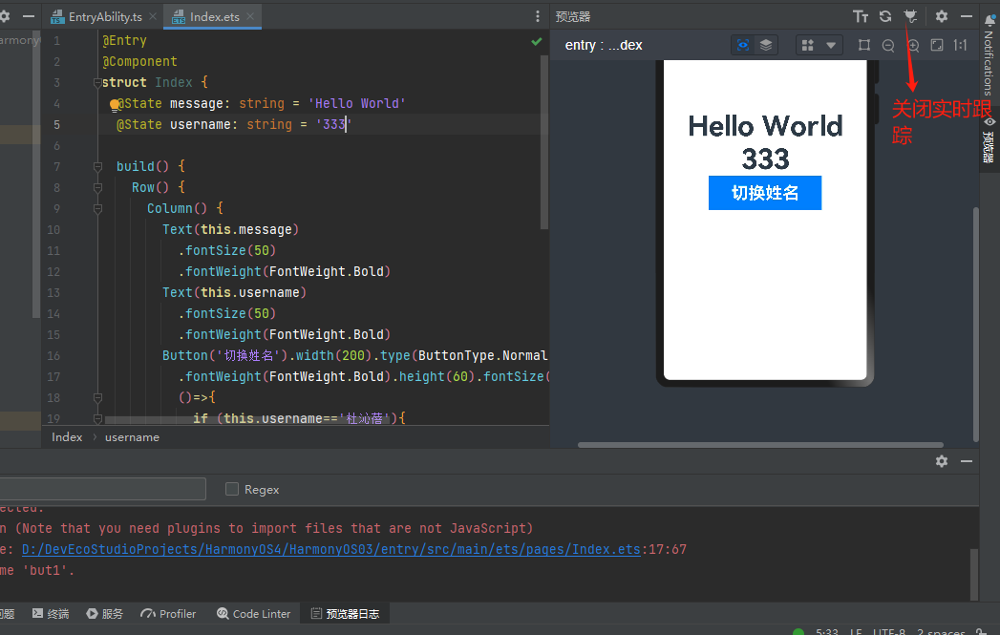 EntryAbility.ts
Index.ets
预览器
entry : ...dex
1:1
Notifications
预览器
关闭实时跟
踪
1 @Entry
2 @Component
3 struct Index {
4 @State message: string = 'Hello World'
5 @State username: string = '333'
6
7 build() {
8 Row() {
9 Column() {
10 Text(this.message)
11 .fontSize(50)
12 .fontWeight(FontWeight.Bold)
13 Text(this.username)
14 .fontSize(50)
15 .fontWeight(FontWeight.Bold)
16 Button('切换姓名').width(200).type(ButtonType.Normal
17 .fontWeight(FontWeight.Bold).height(60).fontSize(
18 ()=>{
19 if (this.username=='杜沁蓓'){
Index > username
Hello World
333
切换姓名
Regex
ected.
n (Note that you need plugins to import files that are not JavaScript)
e: D:/DevEcoStudioProjects/HarmonyOS4/HarmonyOS03/entry/src/main/ets/pages/Index.ets:17:67
me 'but1'.
问题 终端 服务 Profiler Code Linter 预览器日志
5:33 LF UTF-8 2 spaces